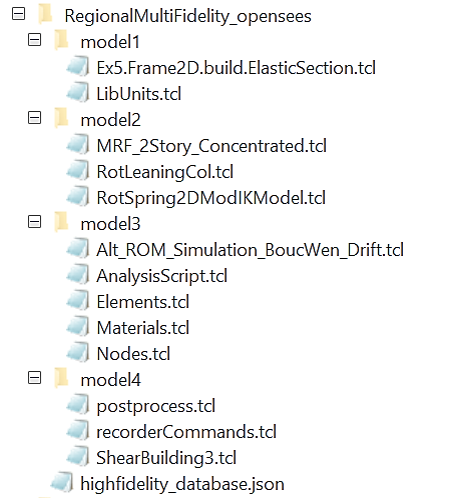 RegionalMultiFidelity_opensees
model1
Ex5.Frame2D.build.ElasticSection.tcl
LibUnits.tcl
model2
MRF_2Story_Concentrated.tcl
RotLeaningCol.tcl
RotSpring2DModIKModel.tcl
model3
Alt_ROM_Simulation_BoucWen_Drift.tcl
AnalysisScript.tcl
Elements.tcl
Materials.tcl
Nodes.tcl
model4
postprocess.tcl
recorderCommands.tcl
ShearBuilding3.tcl
highfidelity_database.json